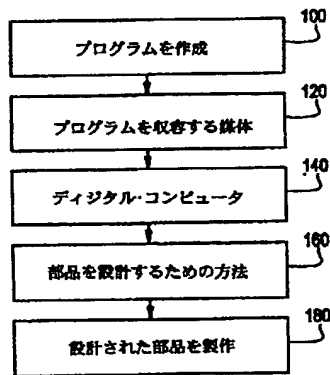 100
プログラムを作成
120
プログラムを収容する媒体
140
ディジタル・コンピュータ
160
部品を設計するための方法
180
設計された部品を製作